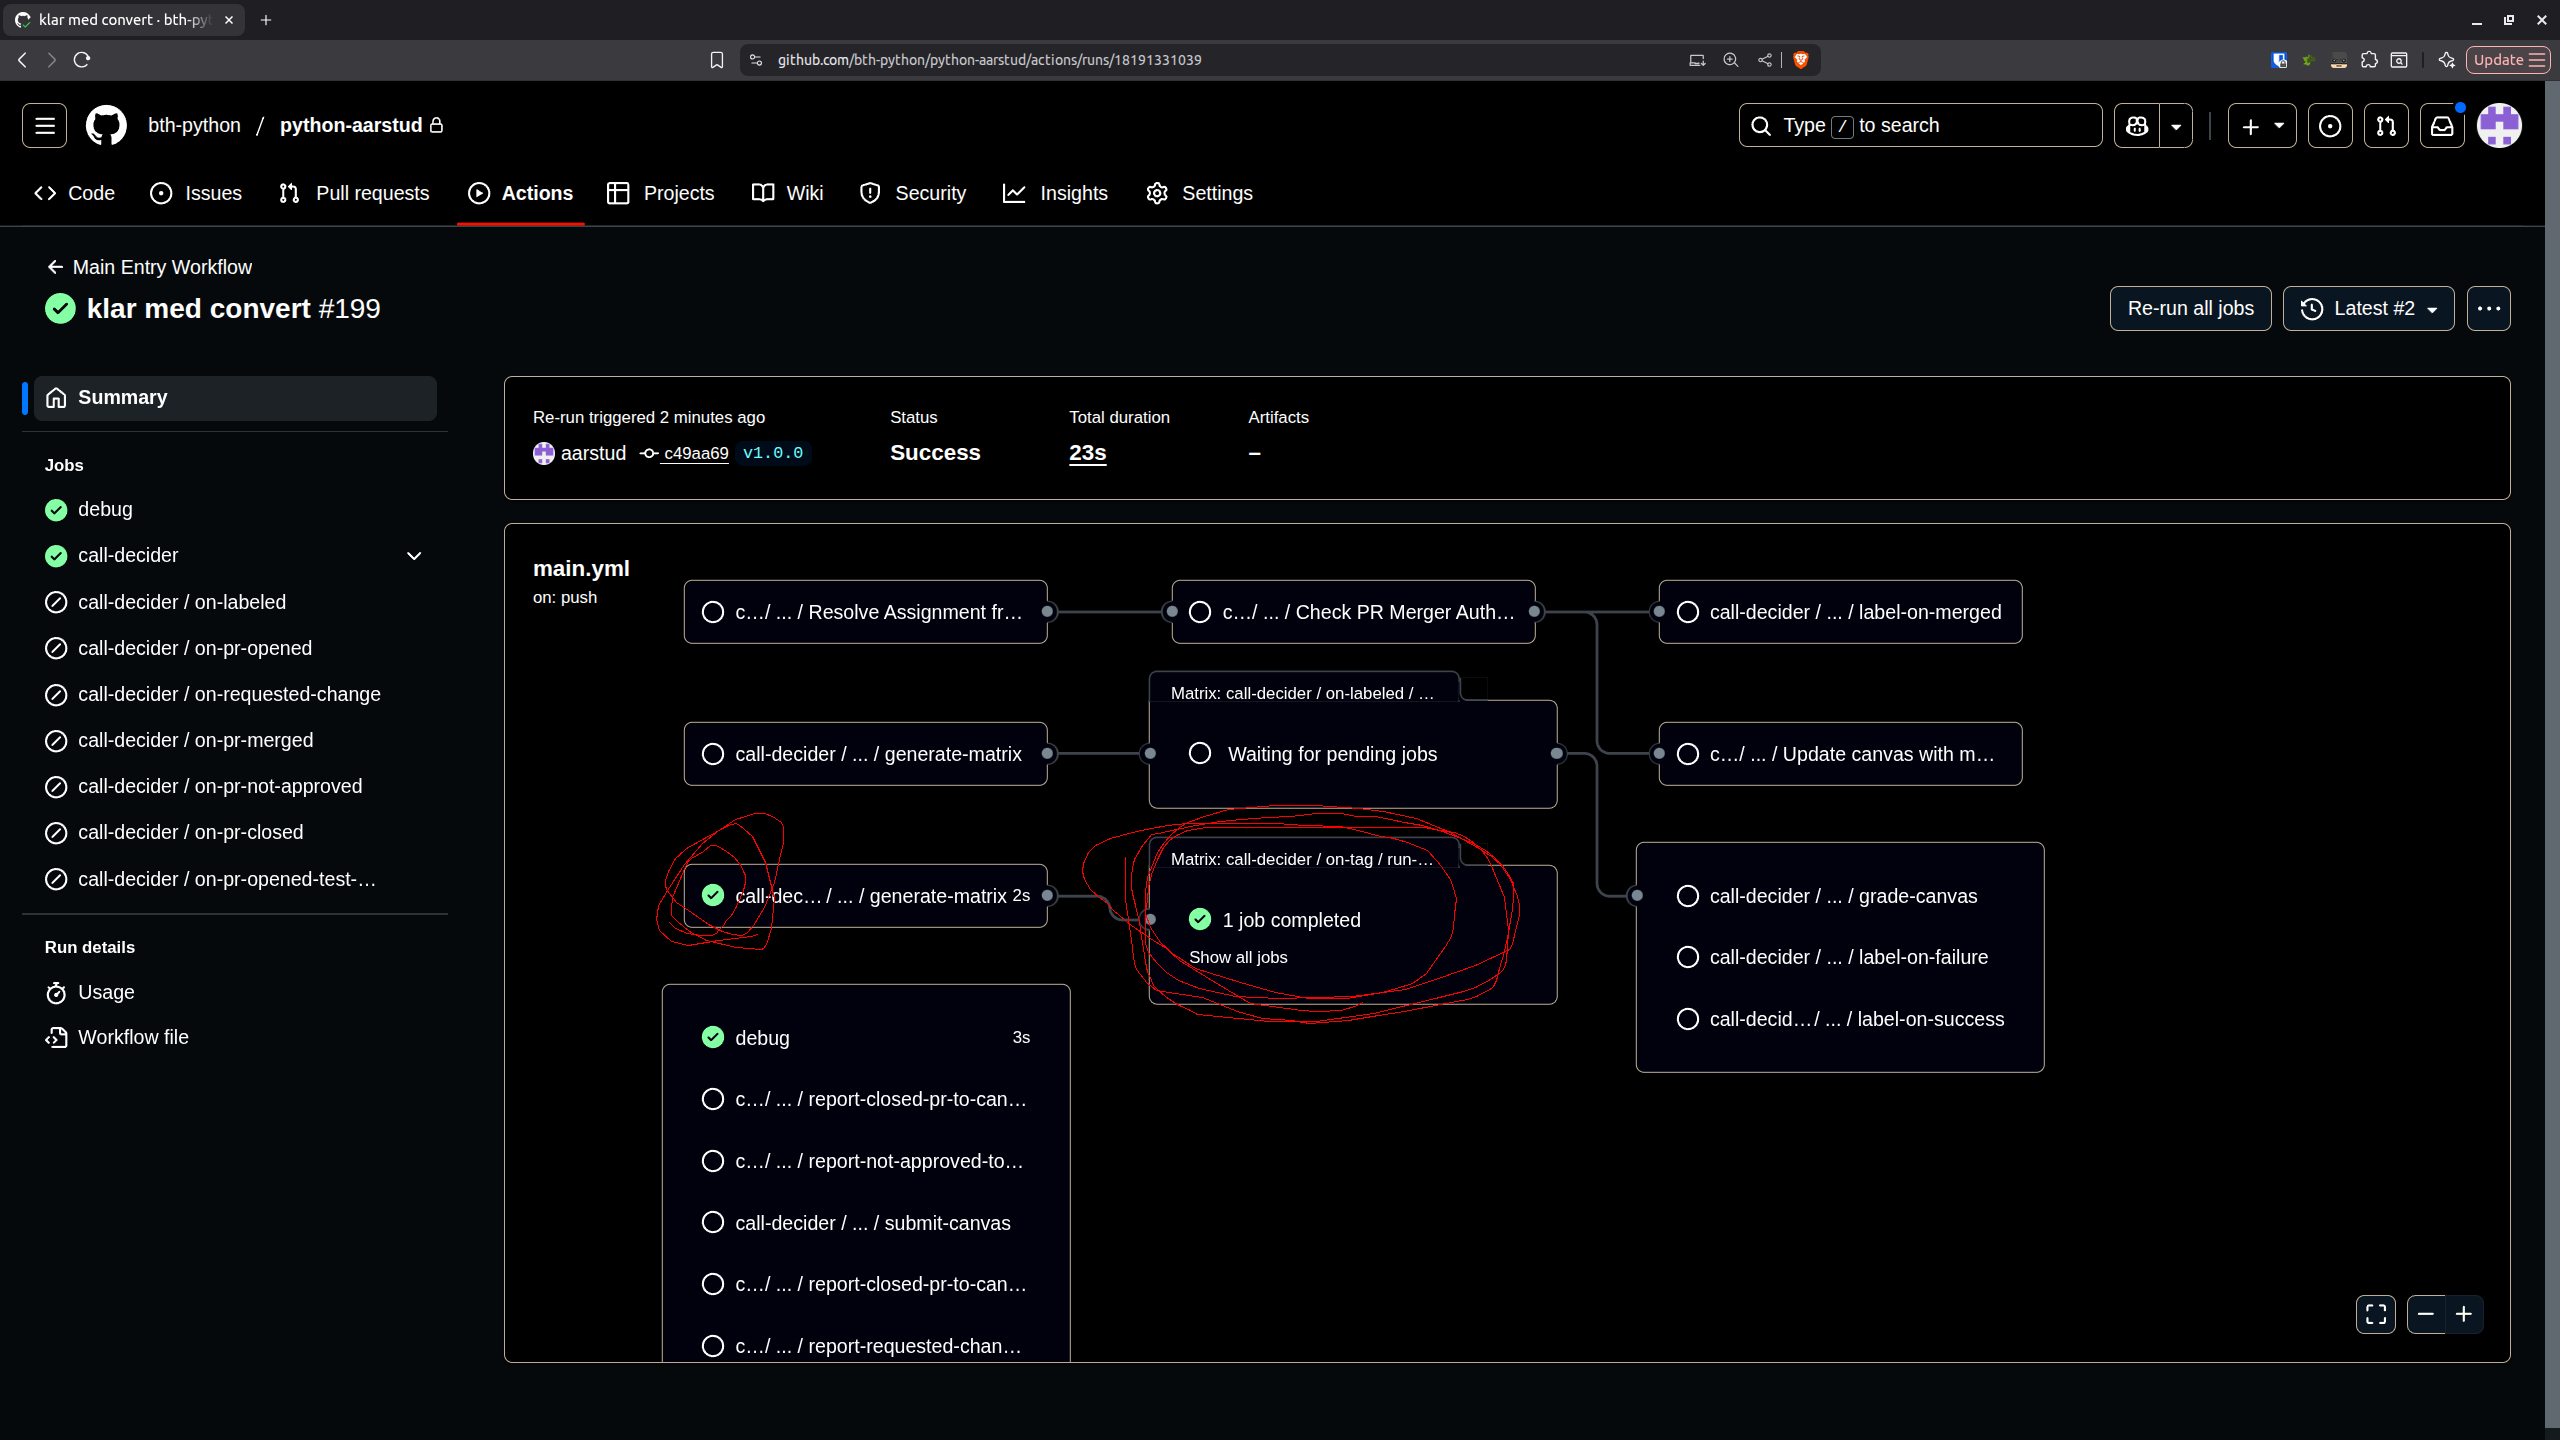 klar med convert · bth-pyt
github.com/bth-python/python-aarstud/actions/runs/18191331039
Update
bth-python / python-aarstud
Type / to search
Code
Issues
Pull requests
Actions
Projects
Wiki
Security
Insights
Settings
Main Entry Workflow
klar med convert #199
Re-run all jobs
Latest #2
Summary
Jobs
debug
call-decider
call-decider / on-labeled
call-decider / on-pr-opened
call-decider / on-requested-change
call-decider / on-pr-merged
call-decider / on-pr-not-approved
call-decider / on-pr-closed
call-decider / on-pr-opened-test-…
Run details
Usage
Workflow file
Re-run triggered 2 minutes ago
aarstud c49aa69 v1.0.0
Status
Success
Total duration
23s
Artifacts
–
main.yml
on: push
c…/ ... / Resolve Assignment fr…
c…/ ... / Check PR Merger Auth…
call-decider / ... / label-on-merged
Matrix: call-decider / on-labeled / …
call-decider / ... / generate-matrix
Waiting for pending jobs
c…/ ... / Update canvas with m…
Matrix: call-decider / on-tag / run-…
call-dec… / ... / generate-matrix 2s
1 job completed
Show all jobs
call-decider / ... / grade-canvas
call-decider / ... / label-on-failure
call-decid… / ... / label-on-success
debug 3s
c…/ ... / report-closed-pr-to-can…
c…/ ... / report-not-approved-to…
call-decider / ... / submit-canvas
c…/ ... / report-closed-pr-to-can…
c…/ ... / report-requested-chan…